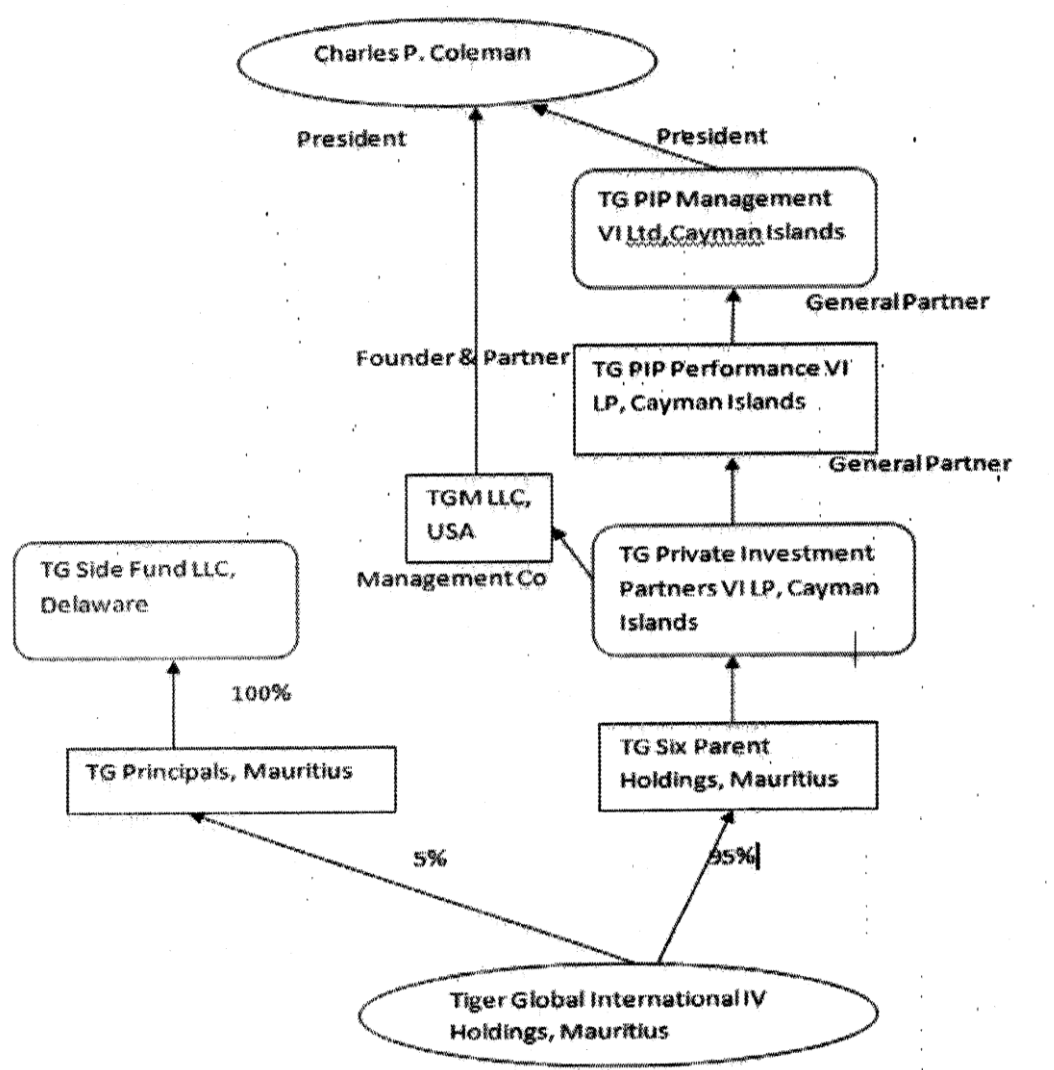 Charles P. Coleman
President
President
TG PIP Management
VI Ltd,Cayman Islands
General Partner
Founder & Partner
TG PIP Performance VI
LP, Cayman Islands
General Partner
TGM LLC,
USA
Management Co
TG Private Investment
Partners VI LP, Cayman
Islands
TG Side Fund LLC,
Delaware
100%
TG Principals, Mauritius
TG Six Parent
Holdings, Mauritius
5%
95%
Tiger Global International IV
Holdings, Mauritius